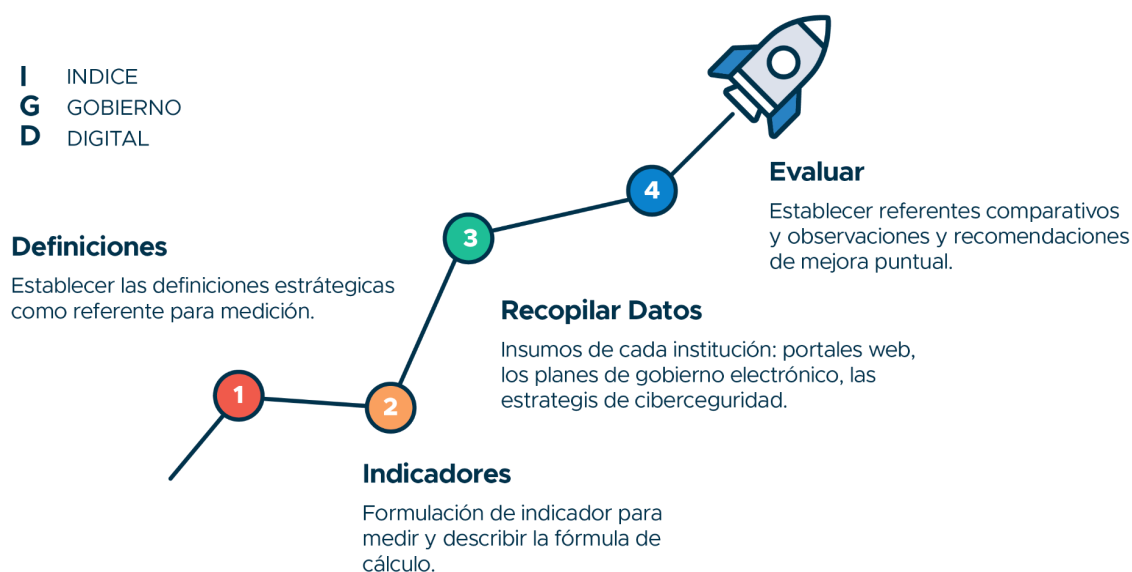 I INDICE
G GOBIERNO
D DIGITAL
Definiciones
Establecer las definiciones estrátegicas
como referente para medición.
1
2
Indicadores
Formulación de indicador para
medir y describir la fórmula de
cálculo.
3
Recopilar Datos
Insumos de cada institución: portales web,
los planes de gobierno electrónico, las
estrategis de ciberceguridad.
4
Evaluar
Establecer referentes comparativos
y observaciones y recomendaciones
de mejora puntual.